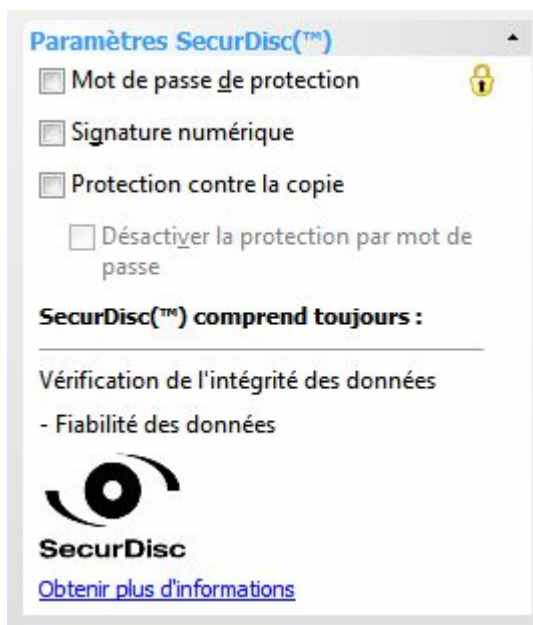 Paramètres SecurDisc(™)
Mot de passe de protection
Signature numérique
Protection contre la copie
Désactiver la protection par mot de
passe
SecurDisc(™) comprend toujours :
Vérification de l'intégrité des données
- Fiabilité des données
SecurDisc
Obtenir plus d'informations